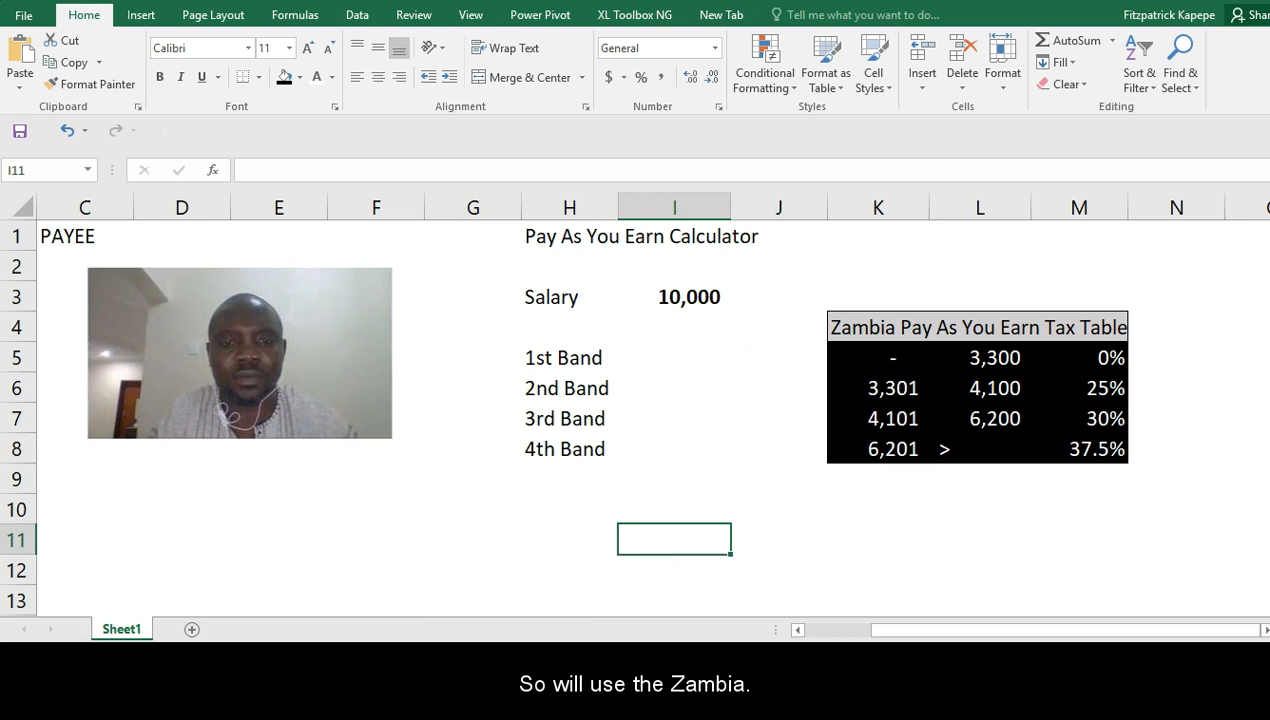 File Home Insert Page Layout Formulas Data Review View Power Pivot XL Toolbox NG New Tab Tell me what you want to do... Fitzpatrick Kapepe Shar
Paste
Cut
Copy
Format Painter
Clipboard
Calibri 11
B I U
Font
Wrap Text
Merge & Center
Alignment
General
$ % ,
Number
Conditional Formatting
Format as Table
Cell Styles
Styles
Insert
Delete
Format
Cells
AutoSum
Fill
Clear
Sort & Filter
Find & Select
Editing
I11 fx
C D E F G H I J K L M N
1 PAYEE Pay As You Earn Calculator
2
3 Salary 10,000
4 Zambia Pay As You Earn Tax Table
5 1st Band - 3,300 0%
6 2nd Band 3,301 4,100 25%
7 3rd Band 4,101 6,200 30%
8 4th Band 6,201 > 37.5%
9
10
11
12
13
Sheet1
So will use the Zambia.